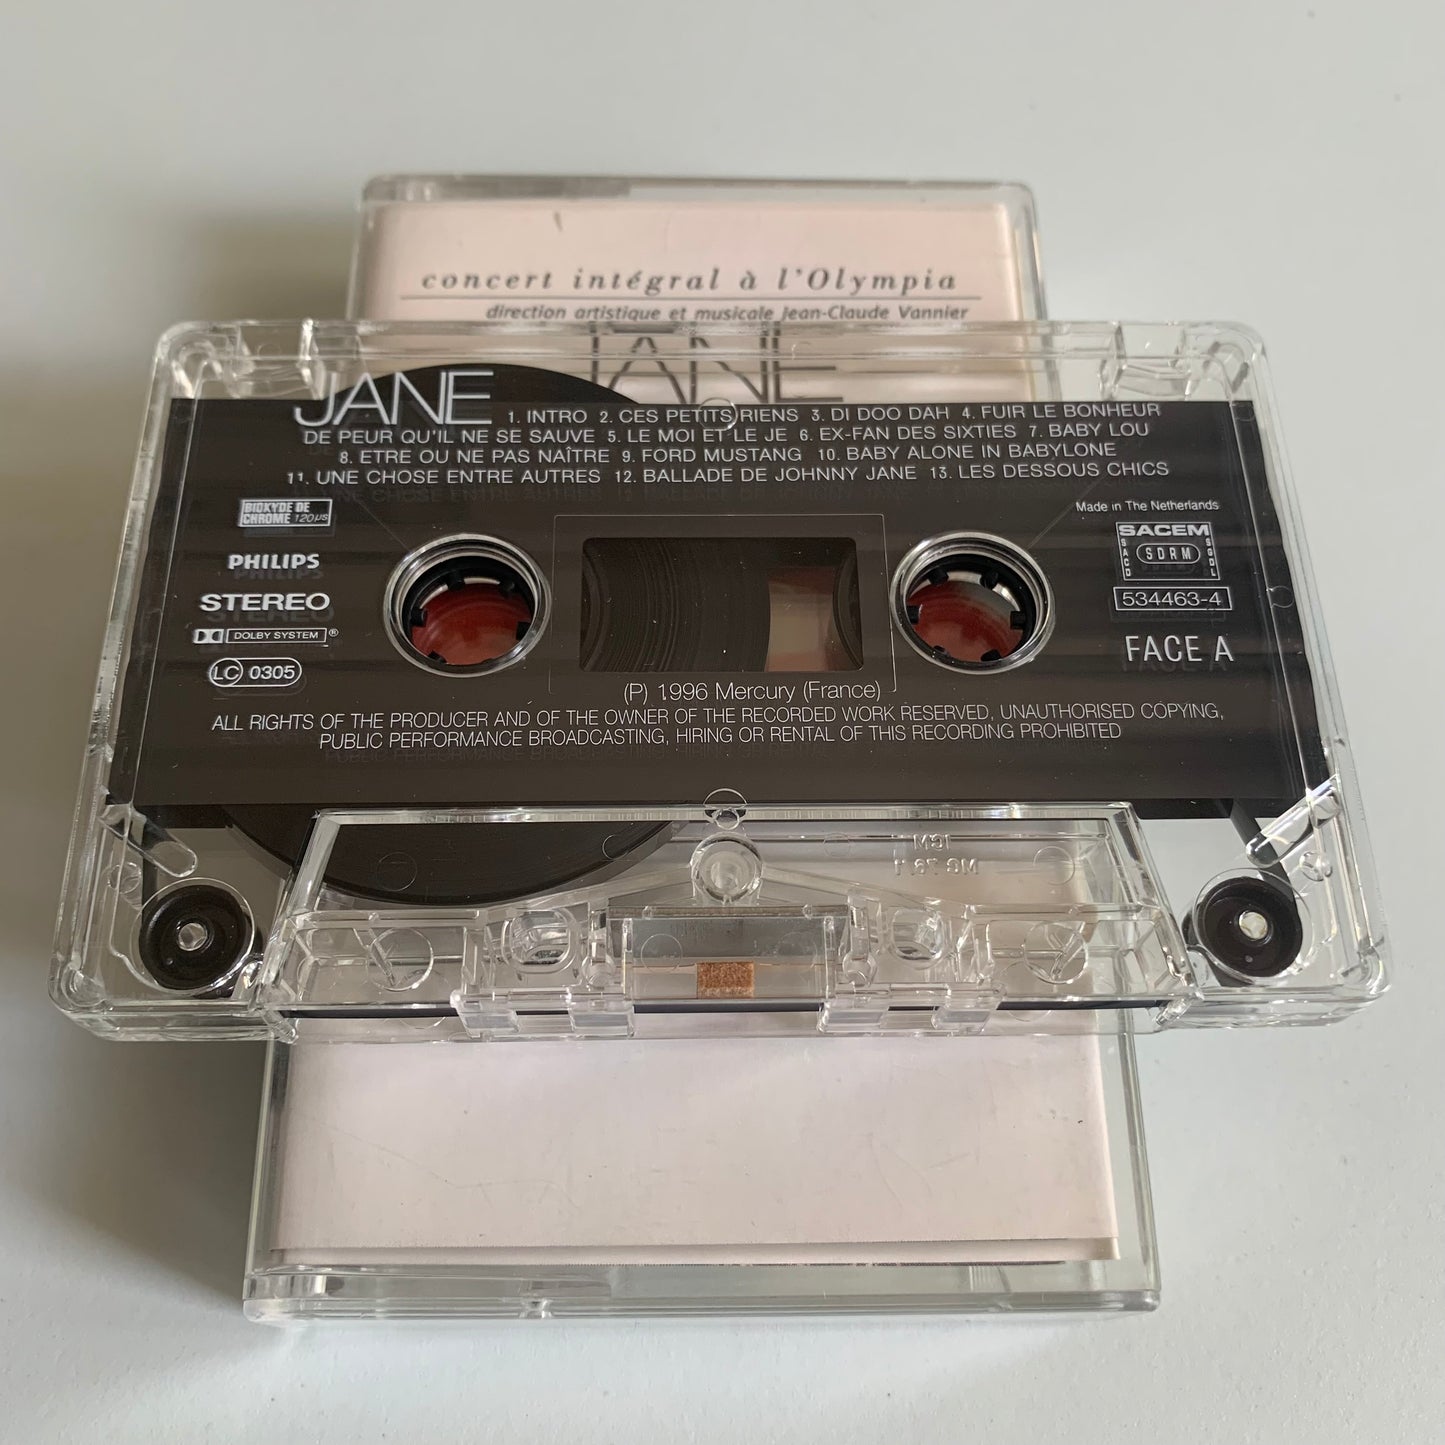 concert intégral à l'Olympia
direction artistique et musicale Jean-Claude Vannier
JANE
JANE 1. INTRO 2. CES PETITS RIENS 3. DI DOO DAH 4. FUIR LE BONHEUR
DE PEUR QU'IL NE SE SAUVE 5. LE MOI ET LE JE 6. EX-FAN DES SIXTIES 7. BABY LOU
8. ETRE OU NE PAS NAÎTRE 9. FORD MUSTANG 10. BABY ALONE IN BABYLONE
11. UNE CHOSE ENTRE AUTRES 12. BALLADE DE JOHNNY JANE 13. LES DESSOUS CHICS
BIOXYDE DE
CHROME 120µs
PHILIPS
STEREO
DOLBY SYSTEM ®
LC 0305
Made in The Netherlands
SACEM
SACD SDRM SGDL
534463-4
FACE A
(P) 1996 Mercury (France)
ALL RIGHTS OF THE PRODUCER AND OF THE OWNER OF THE RECORDED WORK RESERVED, UNAUTHORISED COPYING,
PUBLIC PERFORMANCE BROADCASTING, HIRING OR RENTAL OF THIS RECORDING PROHIBITED